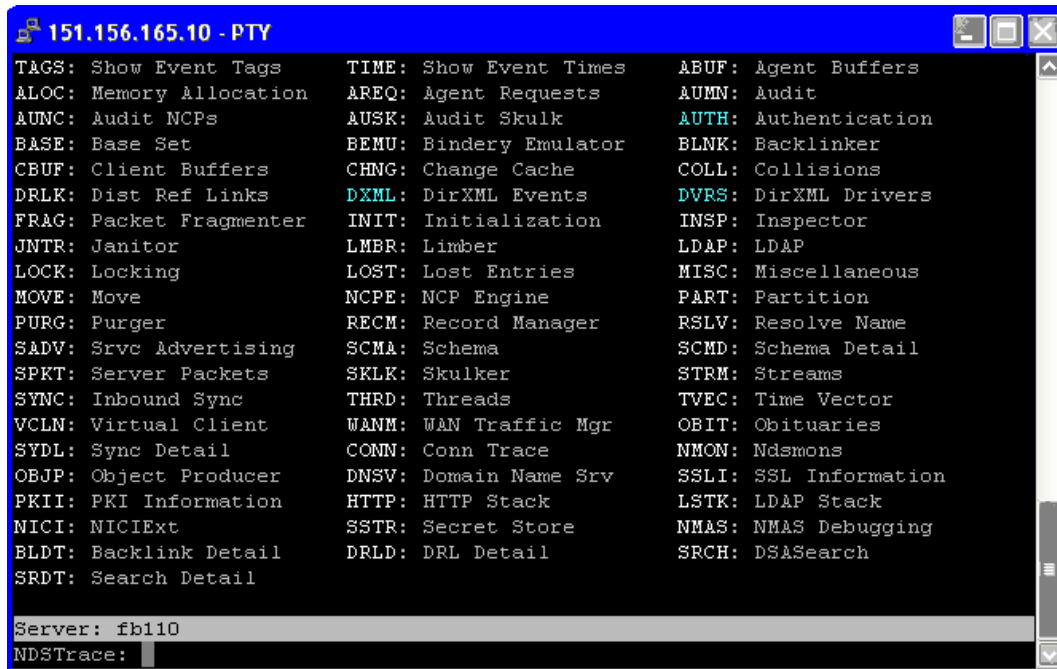 151.156.165.10 - PTY
TAGS: Show Event Tags TIME: Show Event Times ABUF: Agent Buffers
ALOC: Memory Allocation AREQ: Agent Requests AUMN: Audit
AUNC: Audit NCPs AUSK: Audit Skulk AUTH: Authentication
BASE: Base Set BEMU: Bindery Emulator BLNK: Backlinker
CBUF: Client Buffers CHNG: Change Cache COLL: Collisions
DRLK: Dist Ref Links DXML: DirXML Events DVRS: DirXML Drivers
FRAG: Packet Fragmenter INIT: Initialization INSP: Inspector
JNTR: Janitor LMBR: Limber LDAP: LDAP
LOCK: Locking LOST: Lost Entries MISC: Miscellaneous
MOVE: Move NCPE: NCP Engine PART: Partition
PURG: Purger RECM: Record Manager RSLV: Resolve Name
SADV: Srvc Advertising SCMA: Schema SCMD: Schema Detail
SPKT: Server Packets SKLK: Skulker STRM: Streams
SYNC: Inbound Sync THRD: Threads TVEC: Time Vector
VCLN: Virtual Client WANM: WAN Traffic Mgr OBIT: Obituaries
SYDL: Sync Detail CONN: Conn Trace NMON: Ndsmons
OBJP: Object Producer DNSV: Domain Name Srv SSLI: SSL Information
PKII: PKI Information HTTP: HTTP Stack LSTK: LDAP Stack
NICI: NICIExt SSTR: Secret Store NMAS: NMAS Debugging
BLDT: Backlink Detail DRLD: DRL Detail SRCH: DSASearch
SRDT: Search Detail
Server: fb110
NDSTrace: